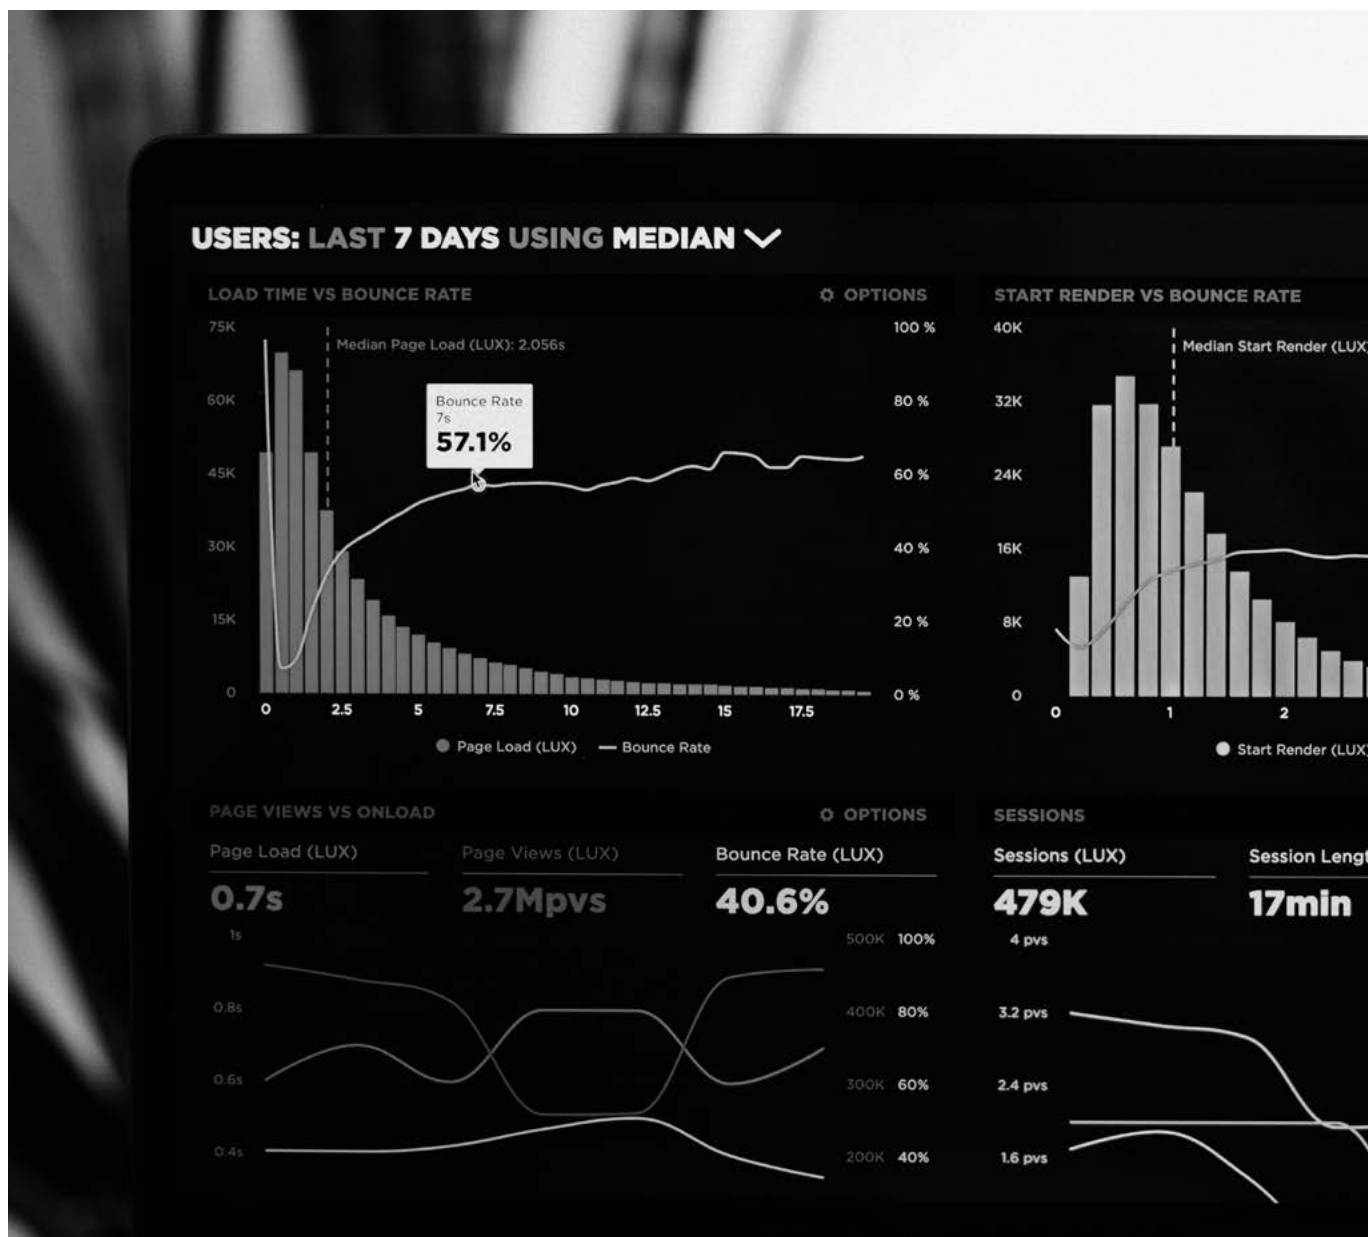 USERS: LAST 7 DAYS USING MEDIAN
LOAD TIME VS BOUNCE RATE
OPTIONS
75K
60K
45K
30K
15K
0
Median Page Load (LUX): 2.056s
Bounce Rate
7s
57.1%
100 %
80 %
60 %
40 %
20 %
0 %
0 2.5 5 7.5 10 12.5 15 17.5
Page Load (LUX) Bounce Rate
START RENDER VS BOUNCE RATE
40K
32K
24K
16K
8K
0
Median Start Render (LUX)
0 1 2
Start Render (LUX)
PAGE VIEWS VS ONLOAD
OPTIONS
Page Load (LUX)
0.7s
Page Views (LUX)
2.7Mpvs
Bounce Rate (LUX)
40.6%
1s
0.8s
0.6s
0.4s
500K 100%
400K 80%
300K 60%
200K 40%
SESSIONS
Sessions (LUX)
479K
Session
17min
4 pvs
3.2 pvs
2.4 pvs
1.6 pvs